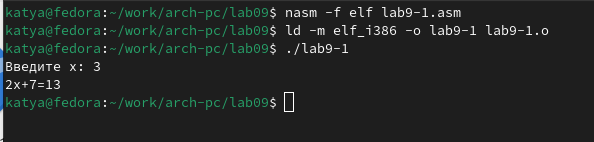 katya@fedora:~/work/arch-pc/lab09$ nasm -f elf lab9-1.asm
katya@fedora:~/work/arch-pc/lab09$ ld -m elf_i386 -o lab9-1 lab9-1.o
katya@fedora:~/work/arch-pc/lab09$ ./lab9-1
Введите x: 3
2x+7=13
katya@fedora:~/work/arch-pc/lab09$